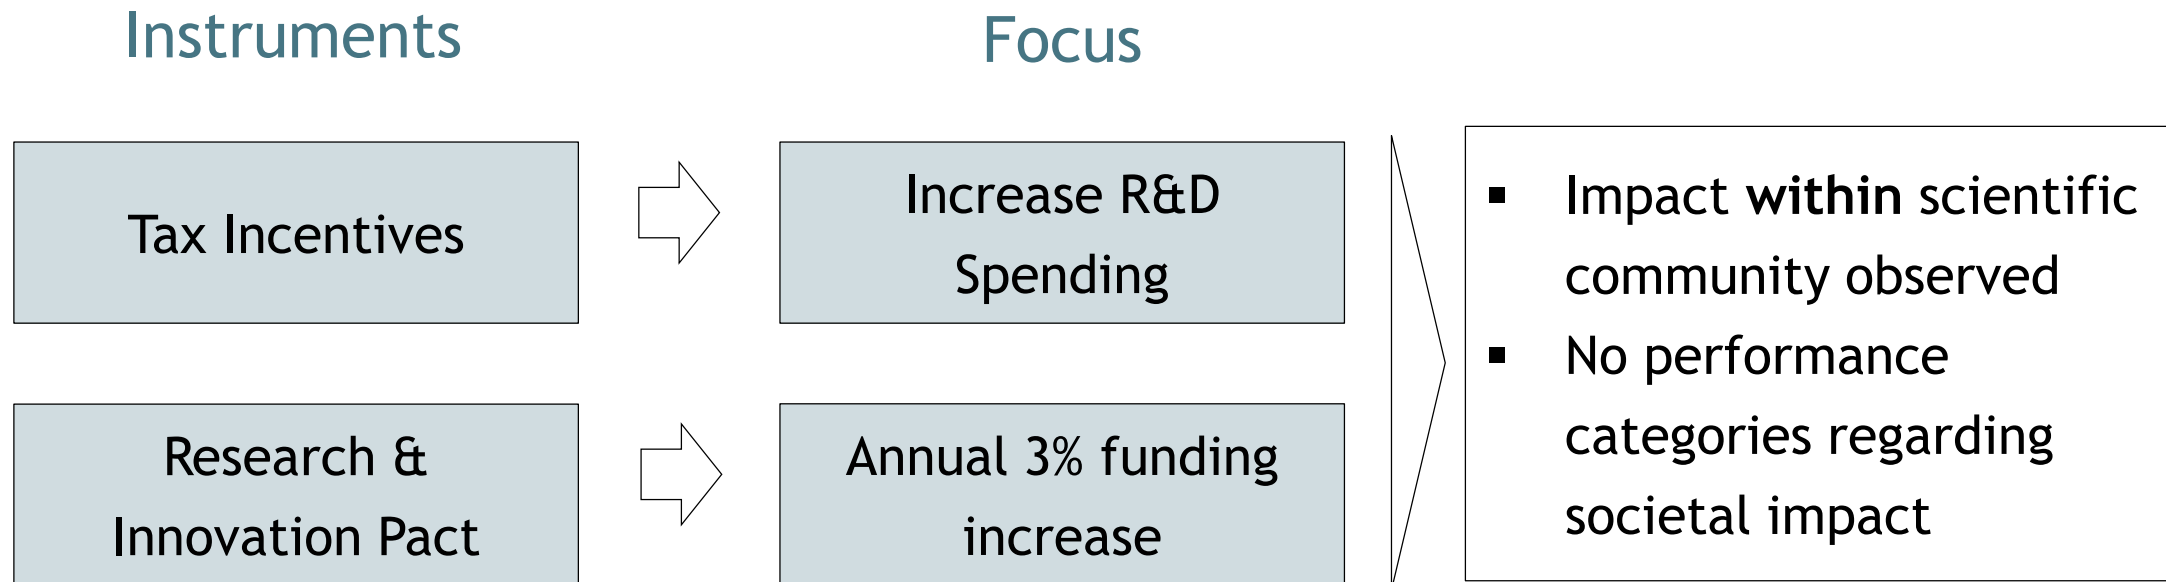 Instruments
Focus
Tax Incentives
Increase R&D
Spending
Research &
Innovation Pact
Annual 3% funding
increase
▪ Impact within scientific
community observed
▪ No performance
categories regarding
societal impact